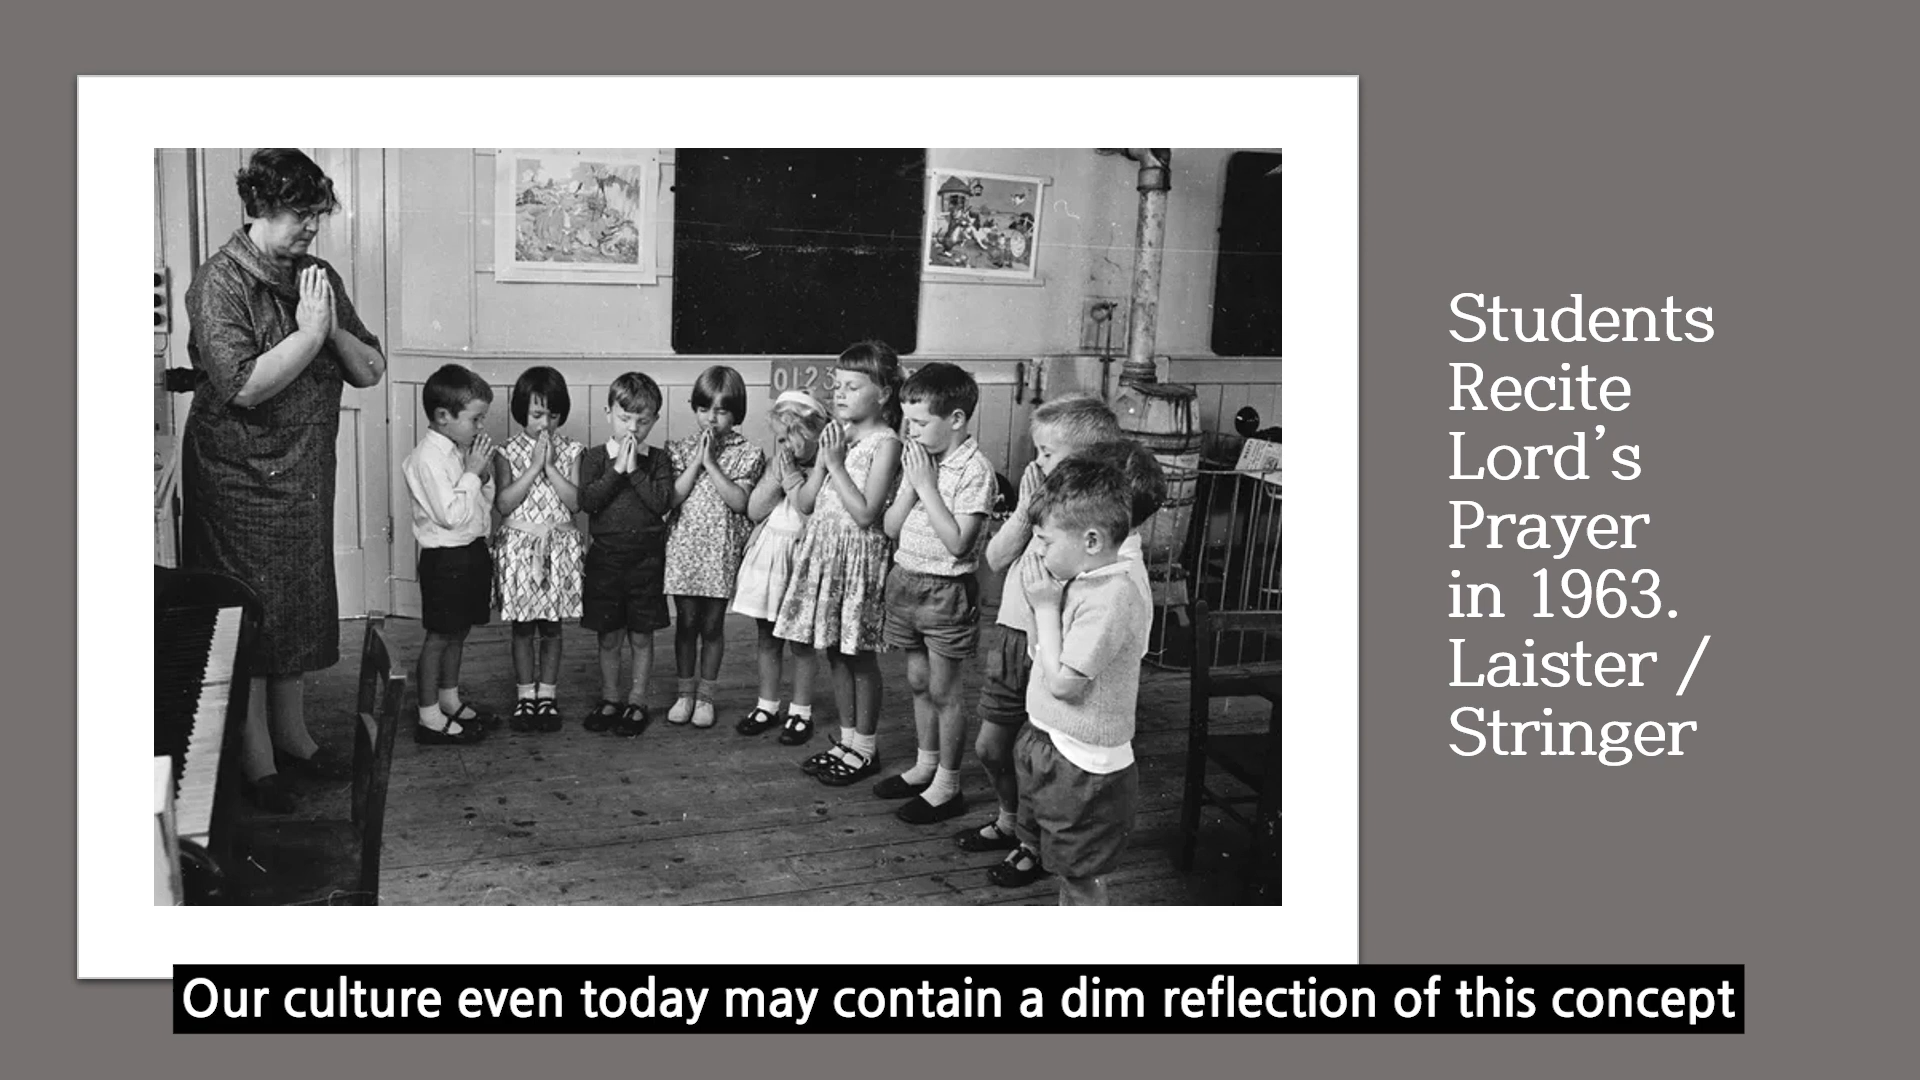 0123
Students
Recite
Lord's
Prayer
in 1963.
Laister /
Stringer
Our culture even today may contain a dim reflection of this concept